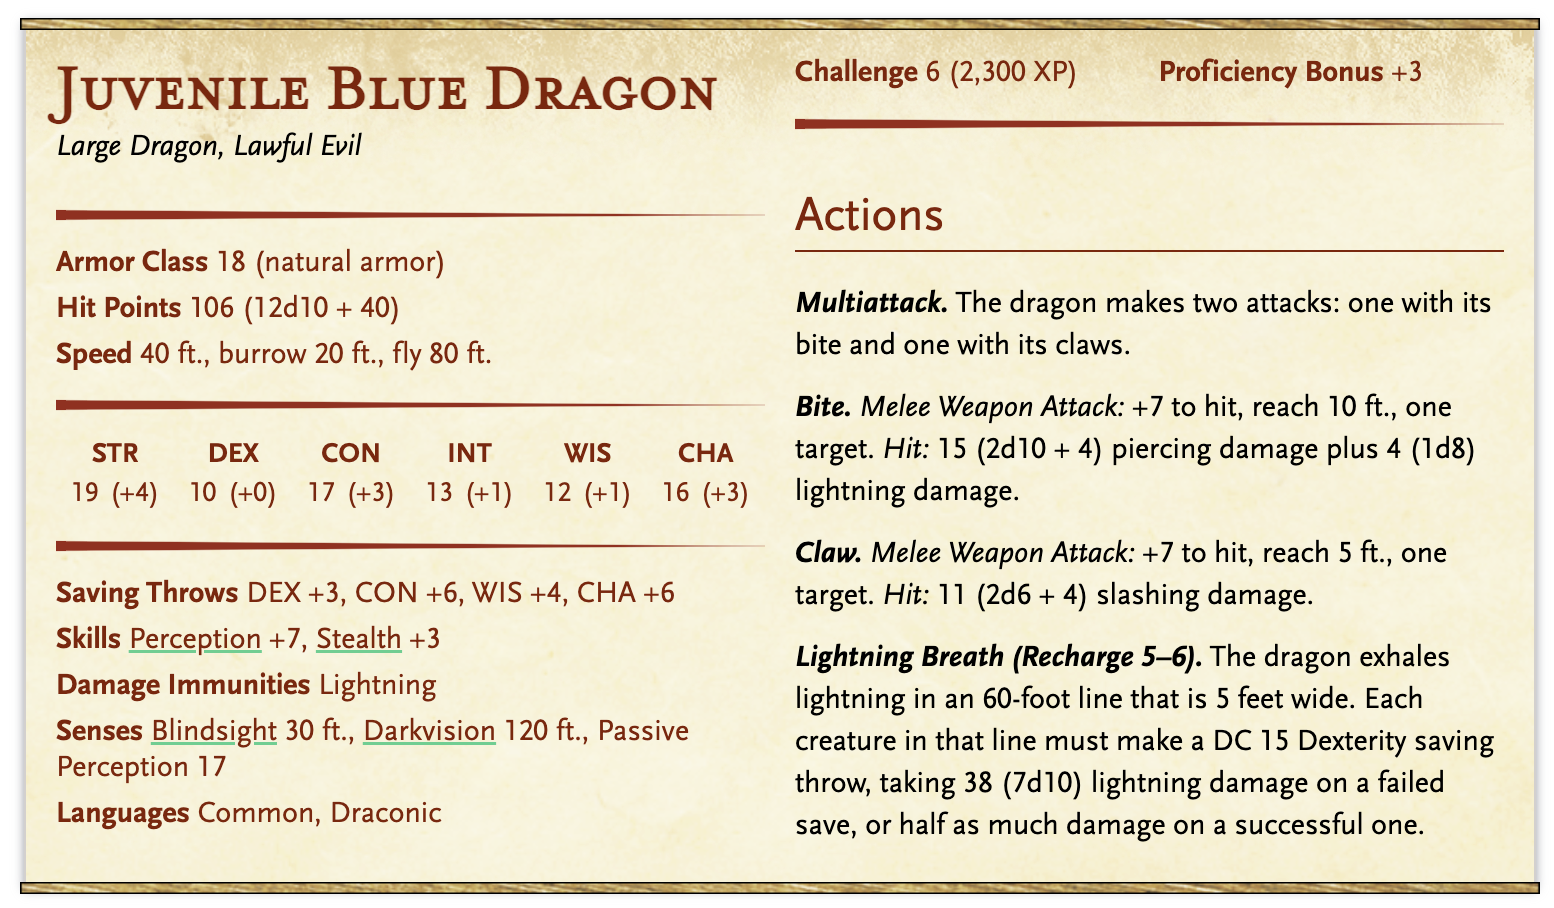 Juvenile Blue Dragon
Large Dragon, Lawful Evil
Armor Class 18 (natural armor)
Hit Points 106 (12d10 + 40)
Speed 40 ft., burrow 20 ft., fly 80 ft.
STR DEX CON INT WIS CHA
19 (+4) 10 (+0) 17 (+3) 13 (+1) 12 (+1) 16 (+3)
Saving Throws DEX +3, CON +6, WIS +4, CHA +6
Skills Perception +7, Stealth +3
Damage Immunities Lightning
Senses Blindsight 30 ft., Darkvision 120 ft., Passive
Perception 17
Languages Common, Draconic
Challenge 6 (2,300 XP) Proficiency Bonus +3
Actions
Multiattack. The dragon makes two attacks: one with its
bite and one with its claws.
Bite. Melee Weapon Attack: +7 to hit, reach 10 ft., one
target. Hit: 15 (2d10 + 4) piercing damage plus 4 (1d8)
lightning damage.
Claw. Melee Weapon Attack: +7 to hit, reach 5 ft., one
target. Hit: 11 (2d6 + 4) slashing damage.
Lightning Breath (Recharge 5–6). The dragon exhales
lightning in an 60-foot line that is 5 feet wide. Each
creature in that line must make a DC 15 Dexterity saving
throw, taking 38 (7d10) lightning damage on a failed
save, or half as much damage on a successful one.